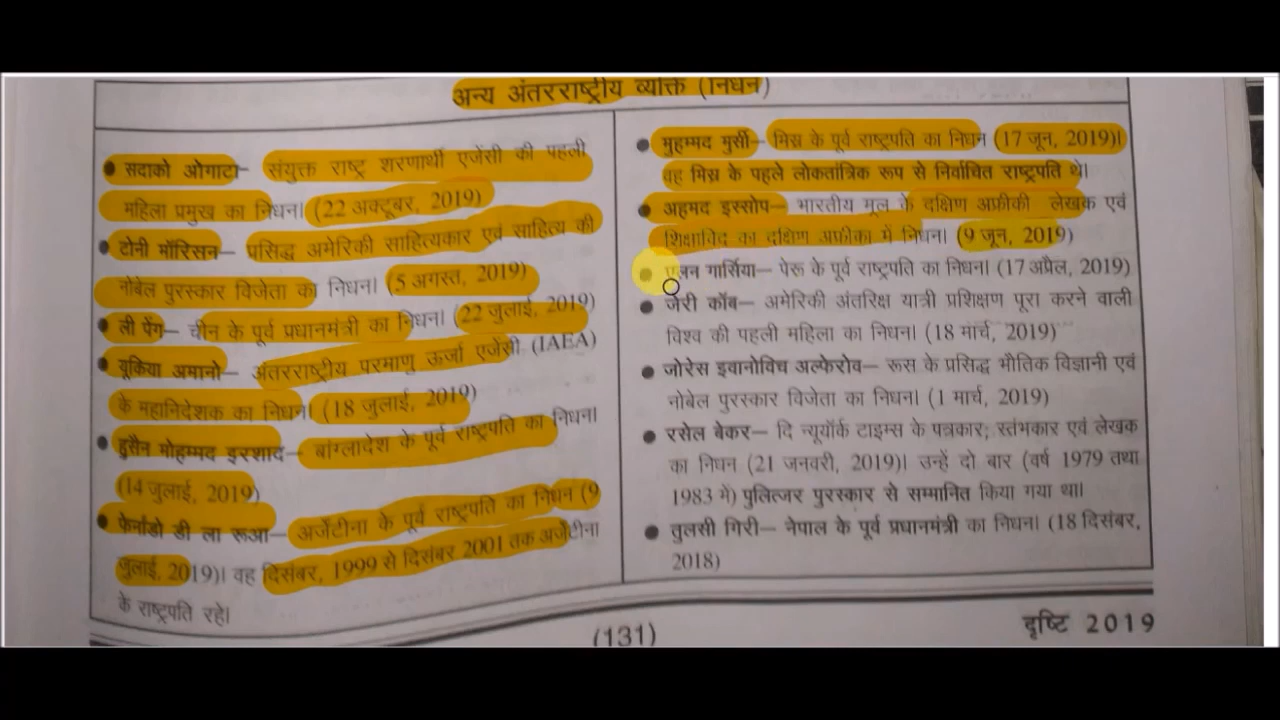 अन्य अंतरराष्ट्रीय व्यक्ति (निधन)
● सदाको ओगाटा– संयुक्त राष्ट्र शरणार्थी एजेंसी की पहली
महिला प्रमुख का निधन। (22 अक्टूबर, 2019)
● टोनी मॉरिसन– प्रसिद्ध अमेरिकी साहित्यकार एवं साहित्य की
नोबेल पुरस्कार विजेता का निधन। (5 अगस्त, 2019)
● ली पेंग– चीन के पूर्व प्रधानमंत्री का निधन। (22 जुलाई, 2019)
● यूकिया अमानो– अंतरराष्ट्रीय परमाणु ऊर्जा एजेंसी (IAEA)
के महानिदेशक का निधन। (18 जुलाई, 2019)
● हुसैन मोहम्मद इरशाद– बांग्लादेश के पूर्व राष्ट्रपति का निधन।
(14 जुलाई, 2019)
● फेर्नांडो डी ला रूआ– अर्जेंटीना के पूर्व राष्ट्रपति का निधन (9
जुलाई, 2019)। वह दिसंबर, 1999 से दिसंबर 2001 तक अर्जेंटीना
के राष्ट्रपति रहे।
● मुहम्मद मुर्सी– मिस्र के पूर्व राष्ट्रपति का निधन (17 जून, 2019)।
वह मिस्र के पहले लोकतांत्रिक रूप से निर्वाचित राष्ट्रपति थे।
● अहमद इस्सोप– भारतीय मूल के दक्षिण अफ्रीकी लेखक एवं
शिक्षाविद का दक्षिण अफ्रीका में निधन। (9 जून, 2019)
● एलन गार्सिया– पेरू के पूर्व राष्ट्रपति का निधन। (17 अप्रैल, 2019)
● जेरी कॉब– अमेरिकी अंतरिक्ष यात्री प्रशिक्षण पूरा करने वाली
विश्व की पहली महिला का निधन। (18 मार्च, 2019)
● जोरेस इवानोविच अल्फेरोव– रूस के प्रसिद्ध भौतिक विज्ञानी एवं
नोबेल पुरस्कार विजेता का निधन। (1 मार्च, 2019)
● रसेल बेकर– दि न्यूयॉर्क टाइम्स के पत्रकार, स्तंभकार एवं लेखक
का निधन (21 जनवरी, 2019)। उन्हें दो बार (वर्ष 1979 तथा
1983 में) पुलित्जर पुरस्कार से सम्मानित किया गया था।
● तुलसी गिरी– नेपाल के पूर्व प्रधानमंत्री का निधन। (18 दिसंबर,
2018)
(131)
दृष्टि 2019